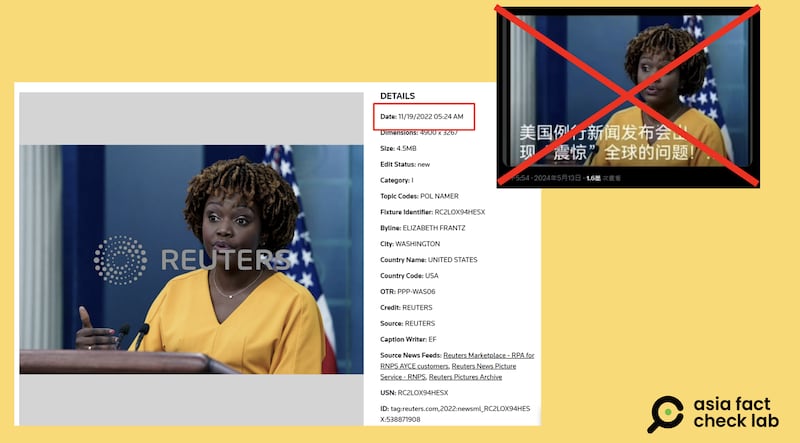 美国例行新闻发布会出
现“震惊”全球的问题!
5:54 · 2024年5月13日 · 1.6萬 次查看
DETAILS
Date: 11/19/2022 05:24 AM
Dimensions: 4900 x 3267
Size: 4.5MB
Edit Status: new
Category: I
Topic Codes: POL NAMER
Fixture Identifier: RC2LOX94HESX
Byline: ELIZABETH FRANTZ
City: WASHINGTON
Country Name: UNITED STATES
Country Code: USA
OTR: PPP-WAS06
Credit: REUTERS
Source: REUTERS
Caption Writer: EF
Source News Feeds: Reuters Marketplace - RPA for
RNPS AYCE customers, Reuters News Picture
Service - RNPS, Reuters Pictures Archive
USN: RC2LOX94HESX
ID: tag:reuters.com,2022:newsml_RC2LOX94HES
X:538871908
REUTERS
asia fact
check lab